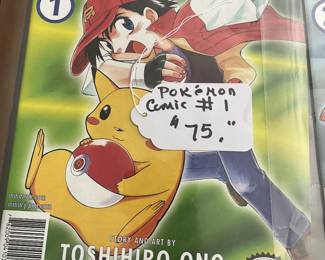 1
POKéMON
Comic # 1
"75."
STORY AND ART BY
TOSHIHIRO ONO